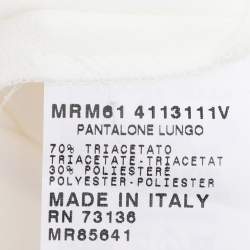 MRM61 4113111V
PANTALONE LUNGO
70% TRIACETATO
TRIACETATE-TRIACETAT
30% POLIESTERE
POLYESTER-POLIESTER
MADE IN ITALY
RN 73136
MR85641